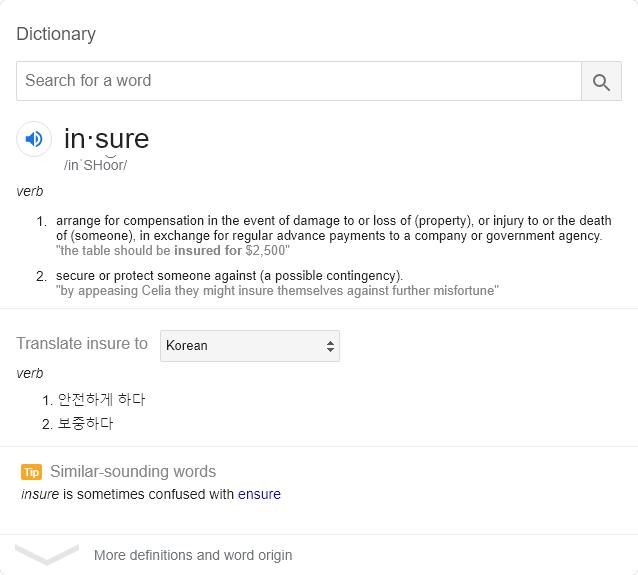 Dictionary
Search for a word
in·sure
/inˈSHo͝or/
verb
1. arrange for compensation in the event of damage to or loss of (property), or injury to or the death
of (someone), in exchange for regular advance payments to a company or government agency.
"the table should be insured for $2,500"
2. secure or protect someone against (a possible contingency).
"by appeasing Celia they might insure themselves against further misfortune"
Translate insure to Korean
verb
1. 안전하게 하다
2. 보증하다
Tip Similar-sounding words
insure is sometimes confused with ensure
More definitions and word origin